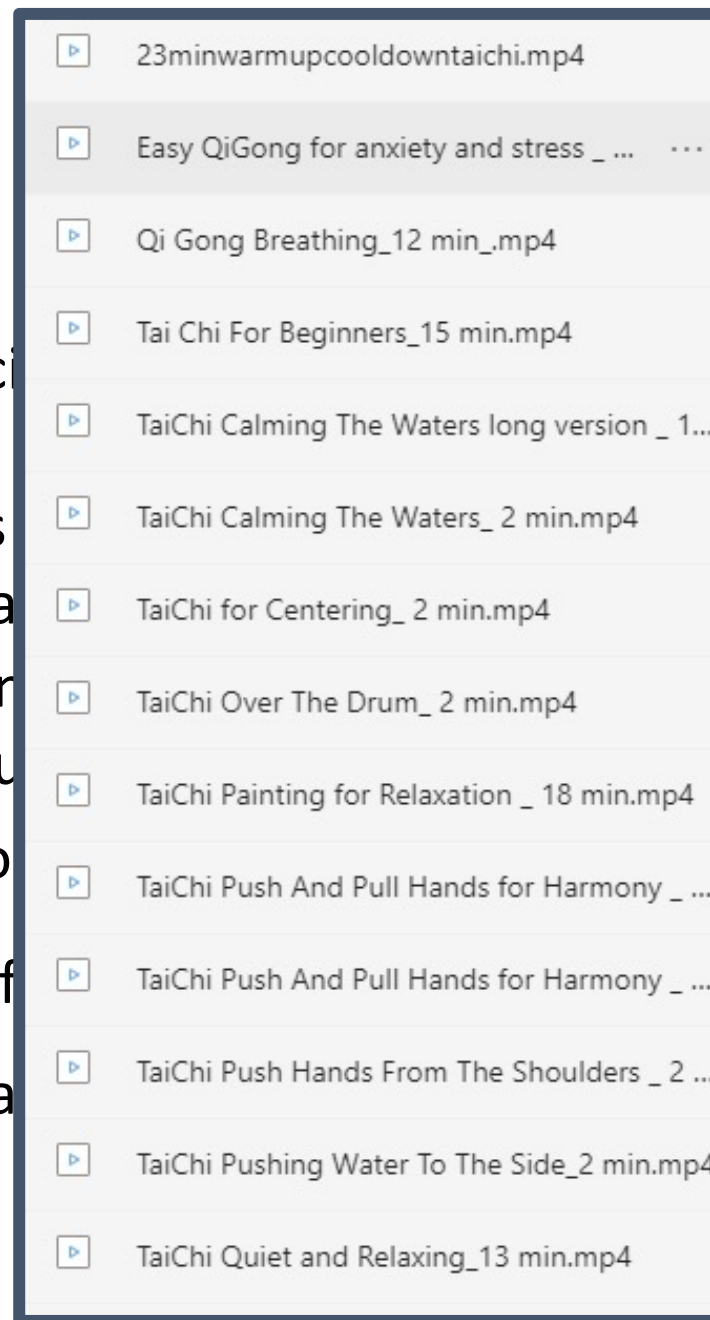 23minwarmupcooldowntaichi.mp4
Easy QiGong for anxiety and stress _ ... ...
Qi Gong Breathing_12 min_.mp4
Tai Chi For Beginners_15 min.mp4
TaiChi Calming The Waters long version _ 1...
TaiChi Calming The Waters_ 2 min.mp4
TaiChi for Centering_ 2 min.mp4
TaiChi Over The Drum_ 2 min.mp4
TaiChi Painting for Relaxation _ 18 min.mp4
TaiChi Push And Pull Hands for Harmony _ ...
TaiChi Push And Pull Hands for Harmony _ ...
TaiChi Push Hands From The Shoulders _ 2 ...
TaiChi Pushing Water To The Side_2 min.mp4
TaiChi Quiet and Relaxing_13 min.mp4